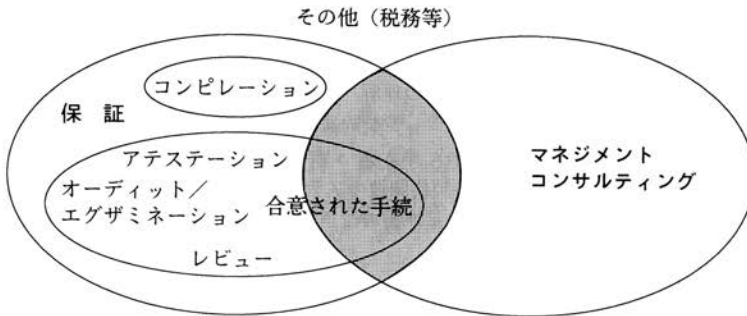 その他（税務等）
コンピレーション
保 証
アテステーション
オーディット／
エグザミネーション
合意された手続
レビュー
マネジメント
コンサルティング